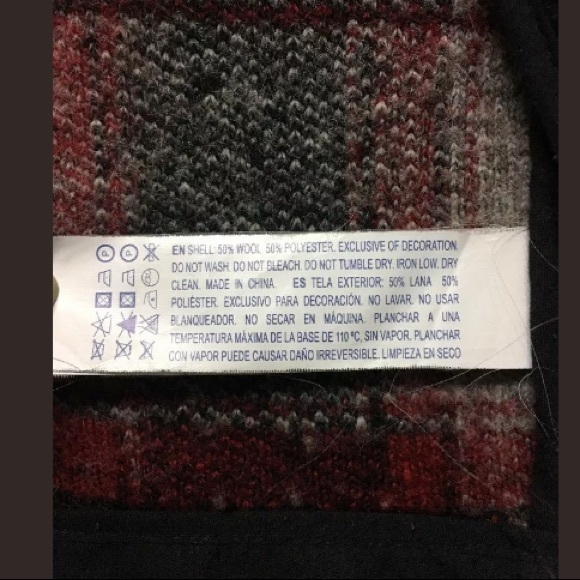 EN SHELL: 50% WOOL 50% POLYESTER. EXCLUSIVE OF DECORATION.
DO NOT WASH. DO NOT BLEACH. DO NOT TUMBLE DRY. IRON LOW. DRY
CLEAN. MADE IN CHINA. ES TELA EXTERIOR: 50% LANA 50%
POLIÉSTER. EXCLUSIVO PARA DECORACIÓN. NO LAVAR. NO USAR
BLANQUEADOR. NO SECAR EN MÁQUINA. PLANCHAR A UNA
TEMPERATURA MÁXIMA DE LA BASE DE 110 ºC, SIN VAPOR. PLANCHAR
CON VAPOR PUEDE CAUSAR DAÑO IRREVERSIBLE. LIMPIEZA EN SECO